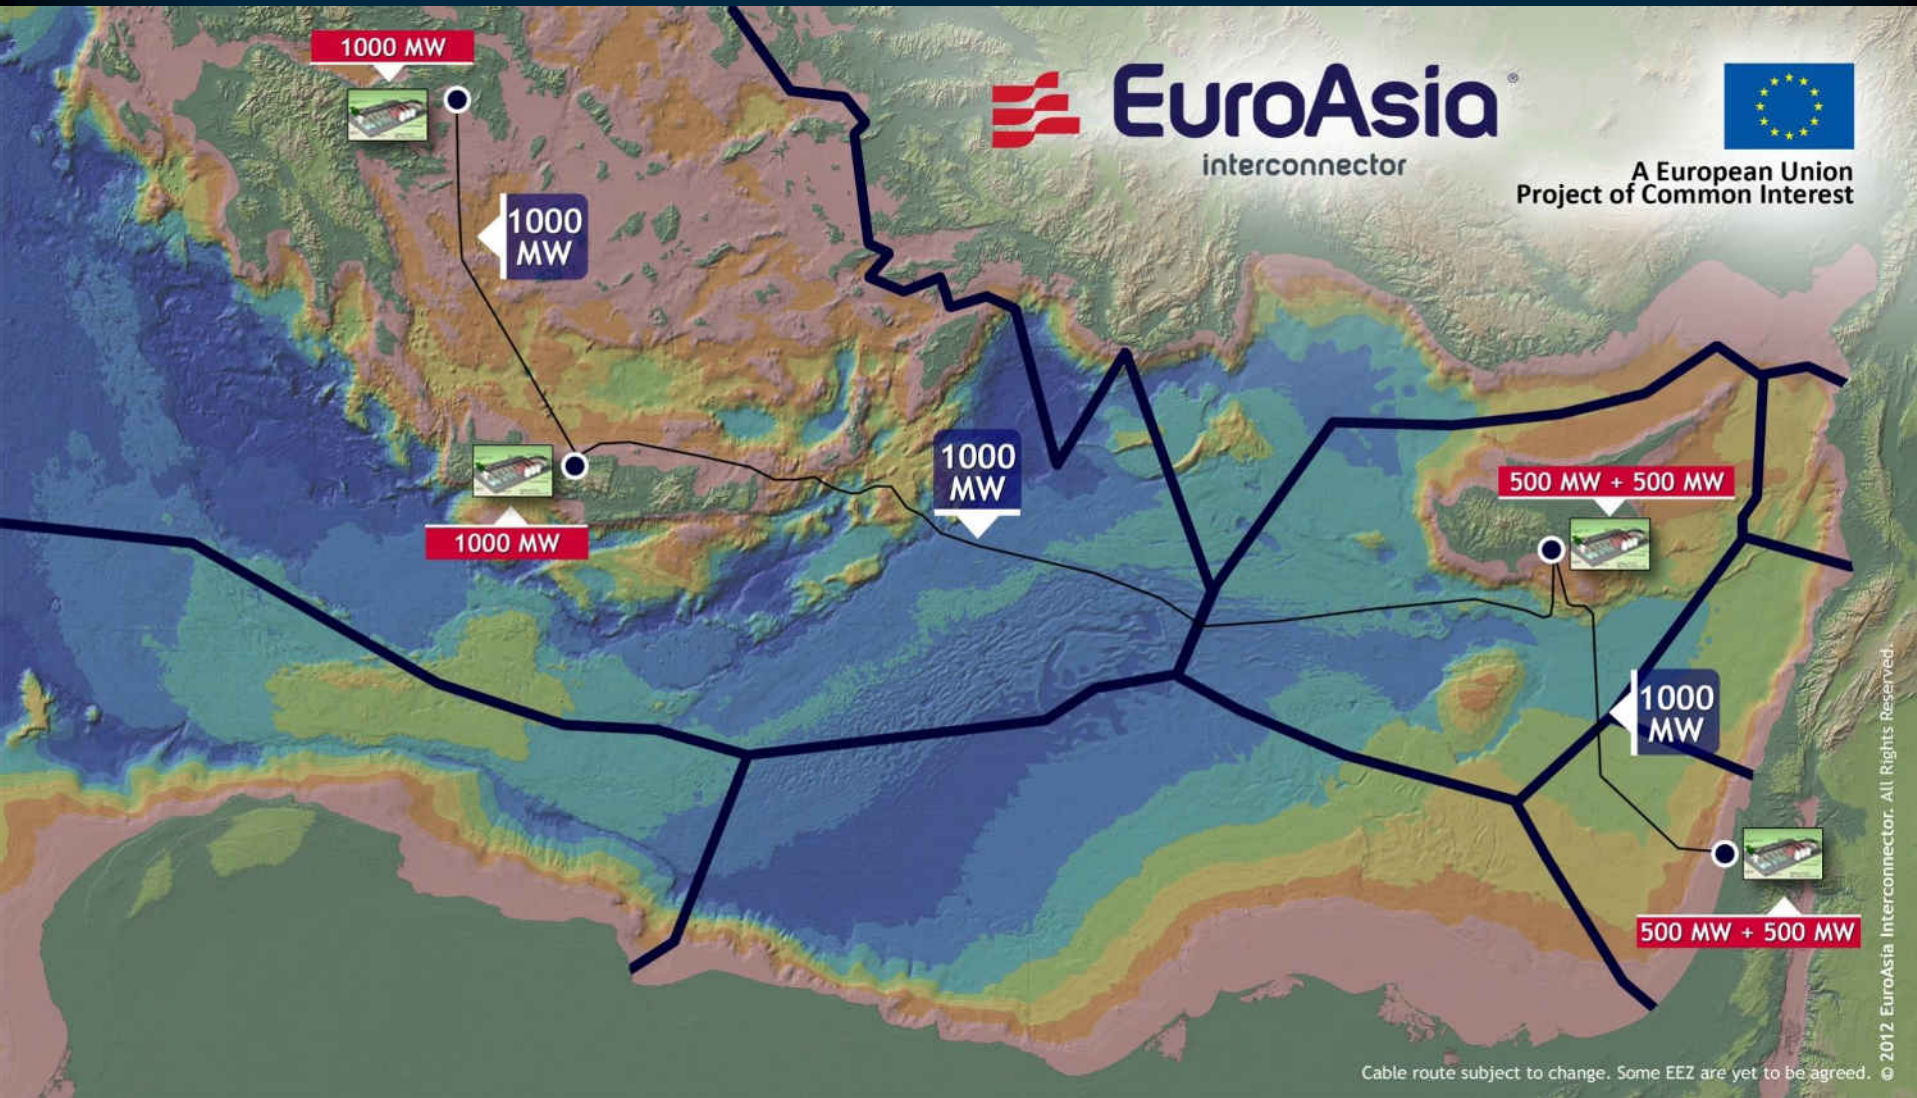 1000 MW
EuroAsia®
interconnector
A European Union
Project of Common Interest
1000
MW
1000
MW
500 MW + 500 MW
1000 MW
1000
MW
500 MW + 500 MW
Cable route subject to change. Some EEZ are yet to be agreed.
© 2012 EuroAsia Interconnector. All Rights Reserved.